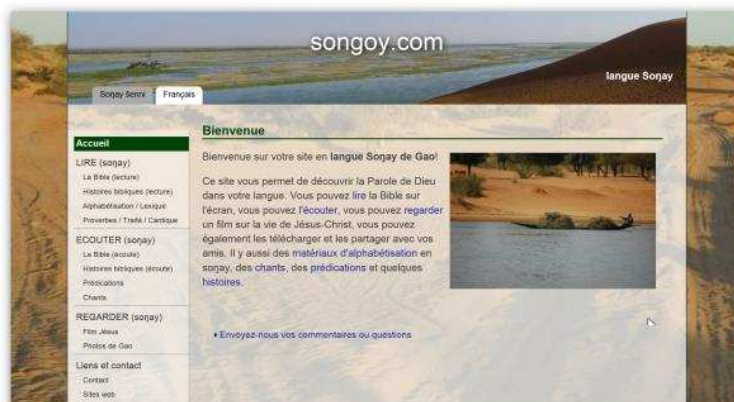 songoy.com
langue Soŋay
Soŋay šenni
Français
Accueil
LIRE (soŋay)
La Bible (lecture)
Histoires bibliques (lecture)
Alphabétisation / Lexique
Proverbes / Traité / Cantique
ECOUTER (soŋay)
La Bible (écoute)
Histoires bibliques (écoute)
Prédications
Chants
REGARDER (soŋay)
Film Jésus
Photos de Gao
Liens et contact
Contact
Sites web
Bienvenue
Bienvenue sur votre site en langue Soŋay de Gao!
Ce site vous permet de découvrir la Parole de Dieu
dans votre langue. Vous pouvez lire la Bible sur
l'écran, vous pouvez l'écouter, vous pouvez regarder
un film sur la vie de Jésus-Christ, vous pouvez
également les télécharger et les partager avec vos
amis. Il y aussi des matériaux d'alphabétisation en
soŋay, des chants, des prédications et quelques
histoires.
Envoyez-nous vos commentaires ou questions